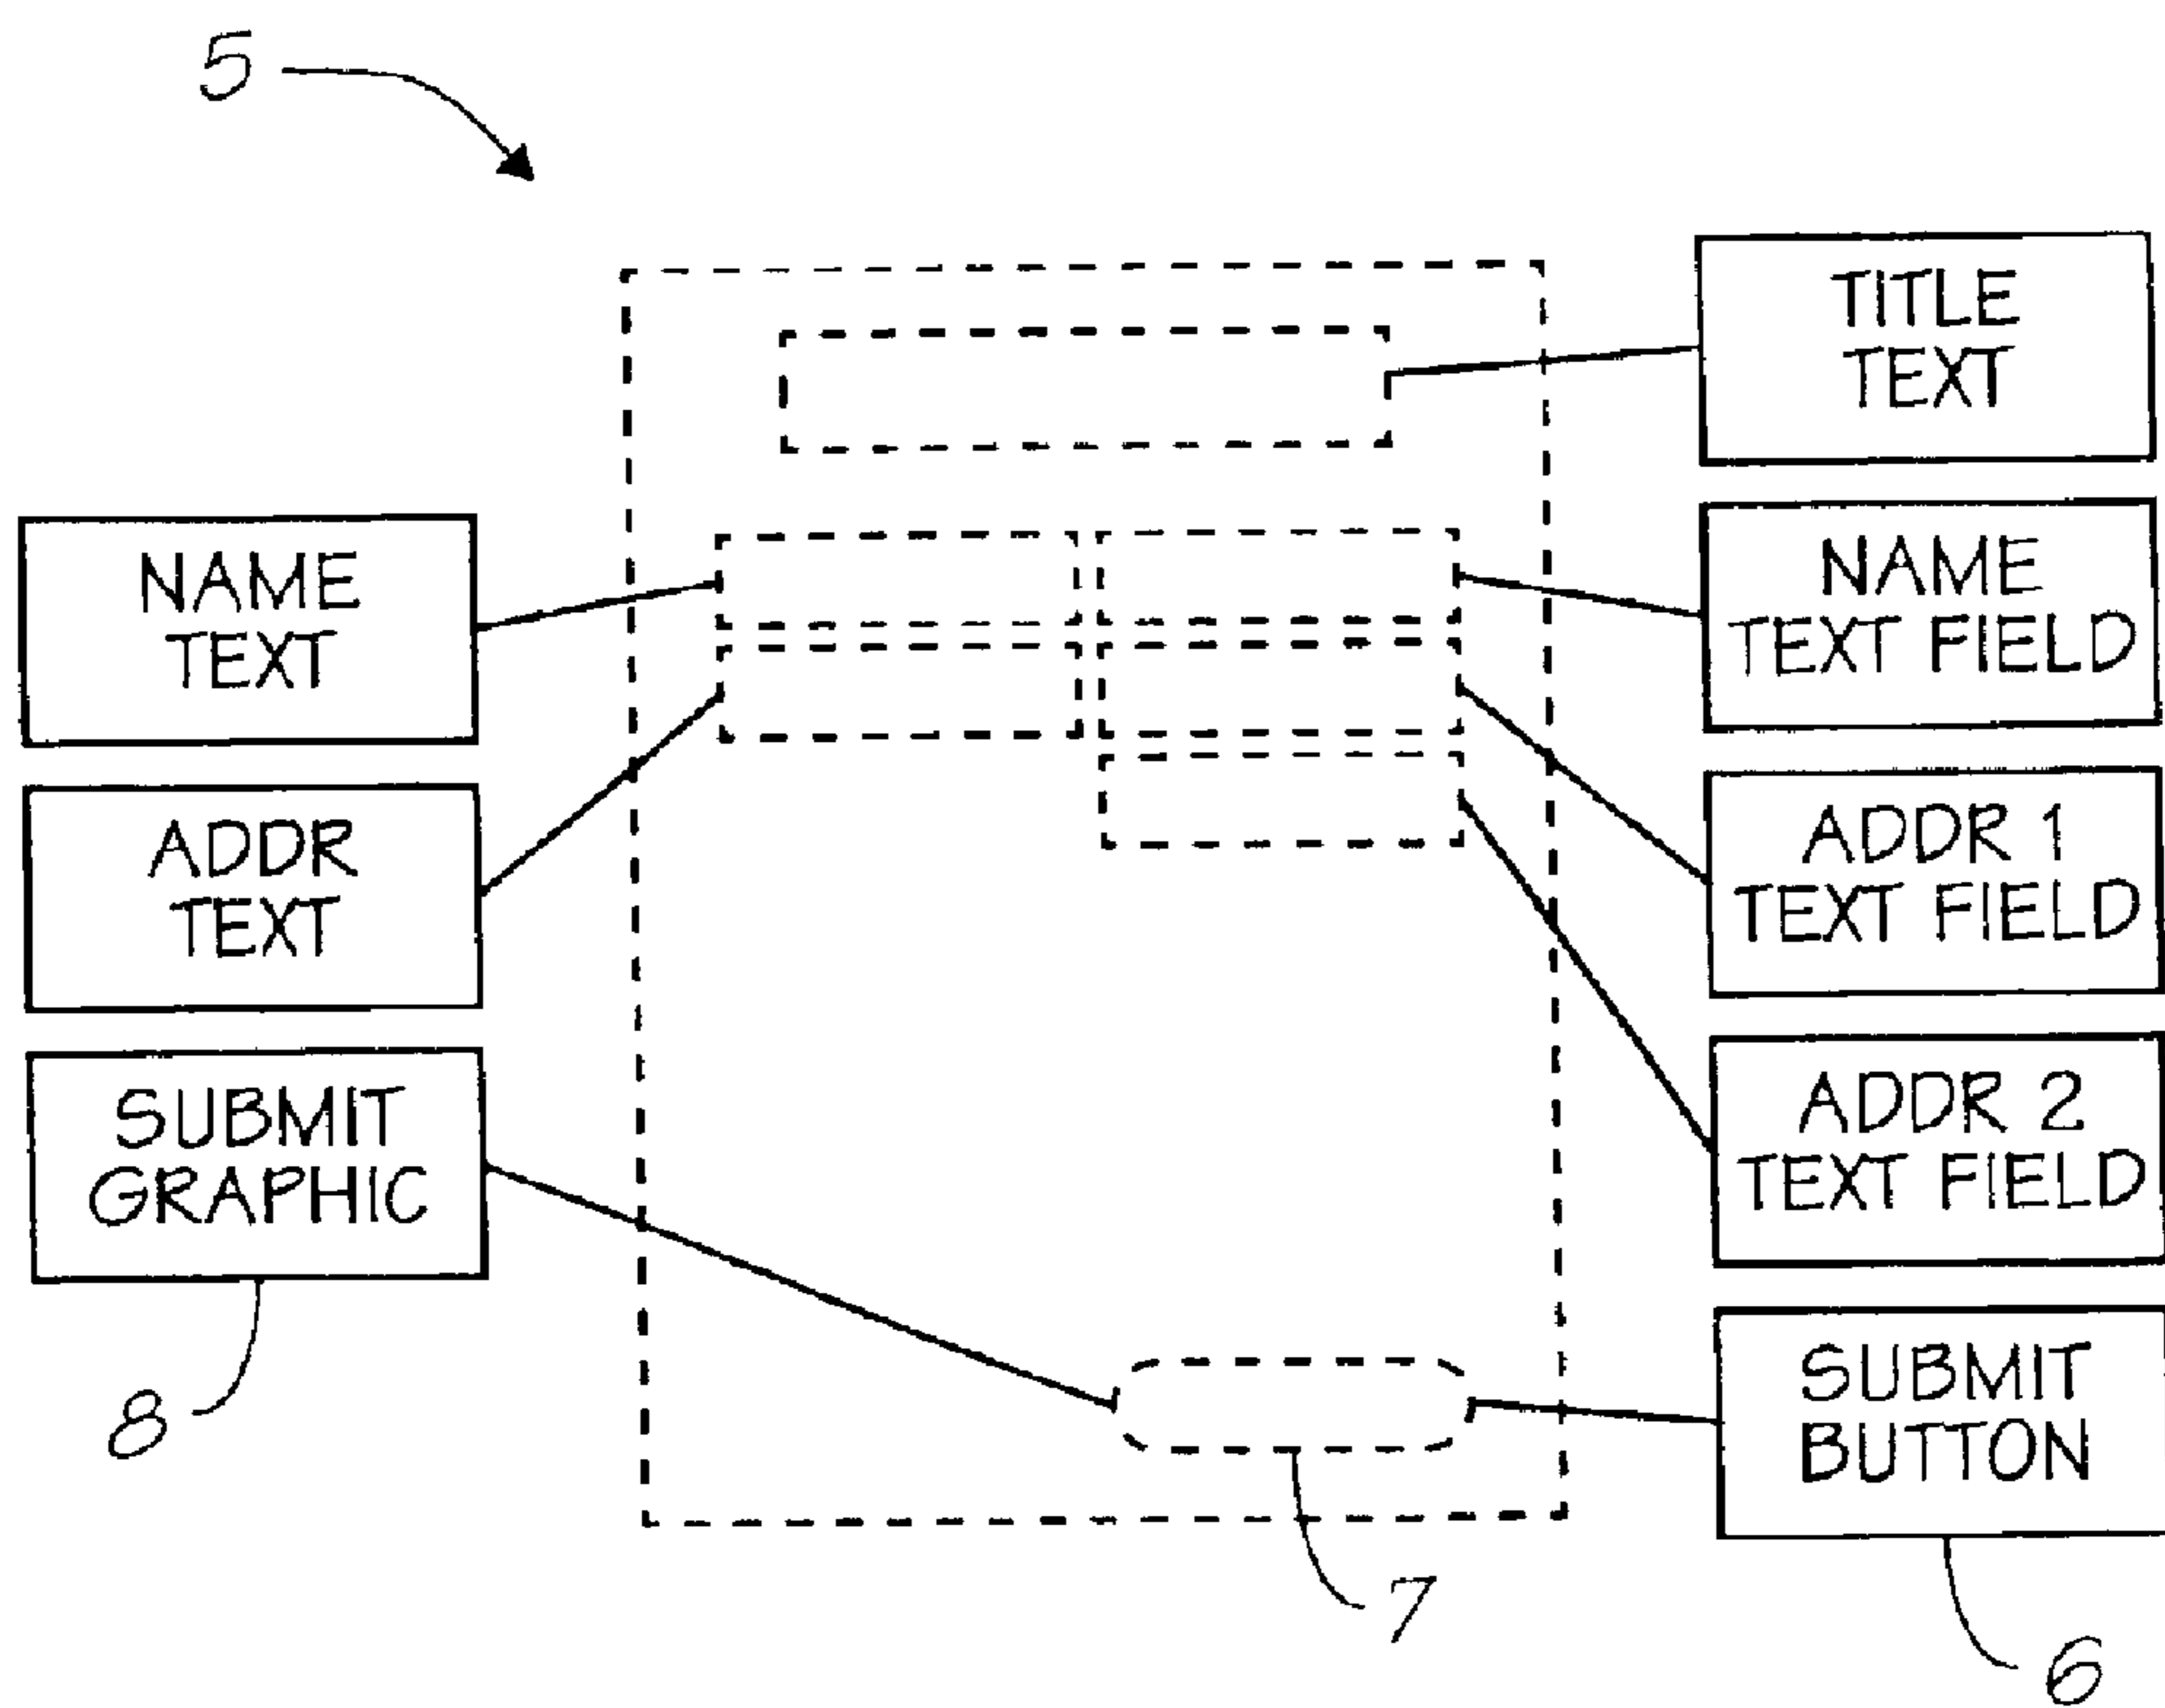 5
TITLE
TEXT
NAME
TEXT
NAME
TEXT FIELD
ADDR
TEXT
ADDR 1
TEXT FIELD
SUBMIT
GRAPHIC
ADDR 2
TEXT FIELD
SUBMIT
BUTTON
8
7
6